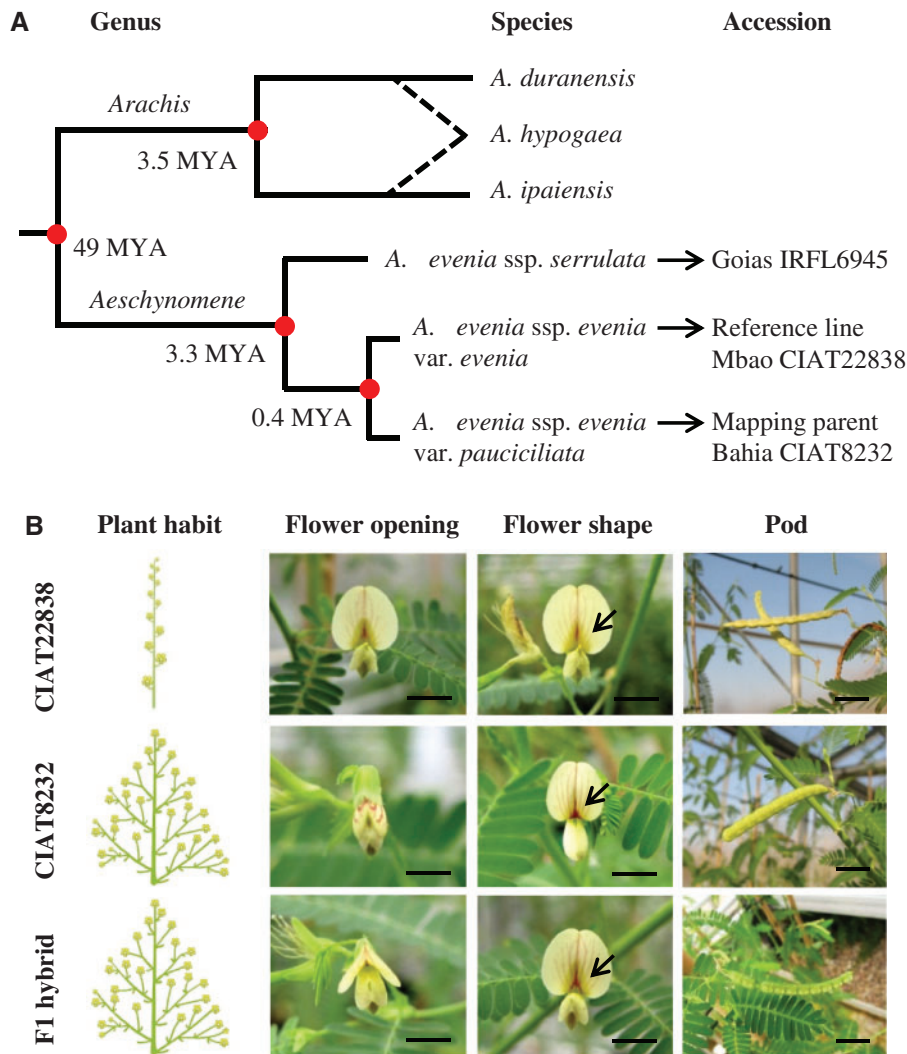 A
Genus Species Accession
A. duranensis
Arachis
A. hypogaea
3.5 MYA
A. ipaiensis
49 MYA
A. evenia ssp. serrulata Goias IRFL6945
Aeschynomene
A. evenia ssp. evenia Reference line
3.3 MYA var. evenia Mbao CIAT22838
0.4 MYA A. evenia ssp. evenia Mapping parent
var. pauciciliata Bahia CIAT8232
B Plant habit Flower opening Flower shape Pod
CIAT22838
CIAT8232
F1 hybrid